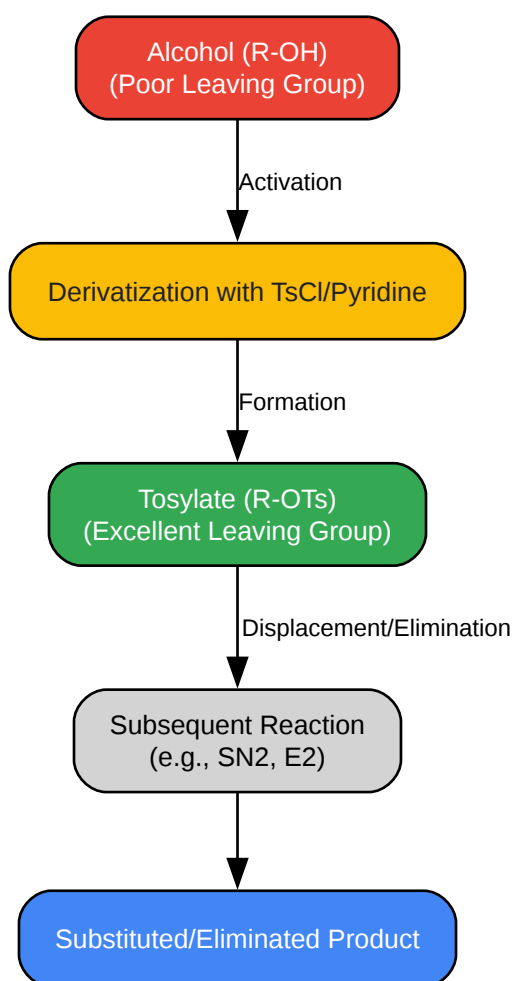 Alcohol (R-OH)
(Poor Leaving Group)
Activation
Derivatization with TsCl/Pyridine
Formation
Tosylate (R-OTs)
(Excellent Leaving Group)
Displacement/Elimination
Subsequent Reaction
(e.g., SN2, E2)
Substituted/Eliminated Product